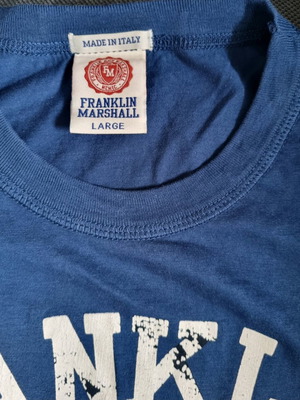 MADE IN ITALY
FM
FRANKLIN
MARSHALL
LARGE
ANKL